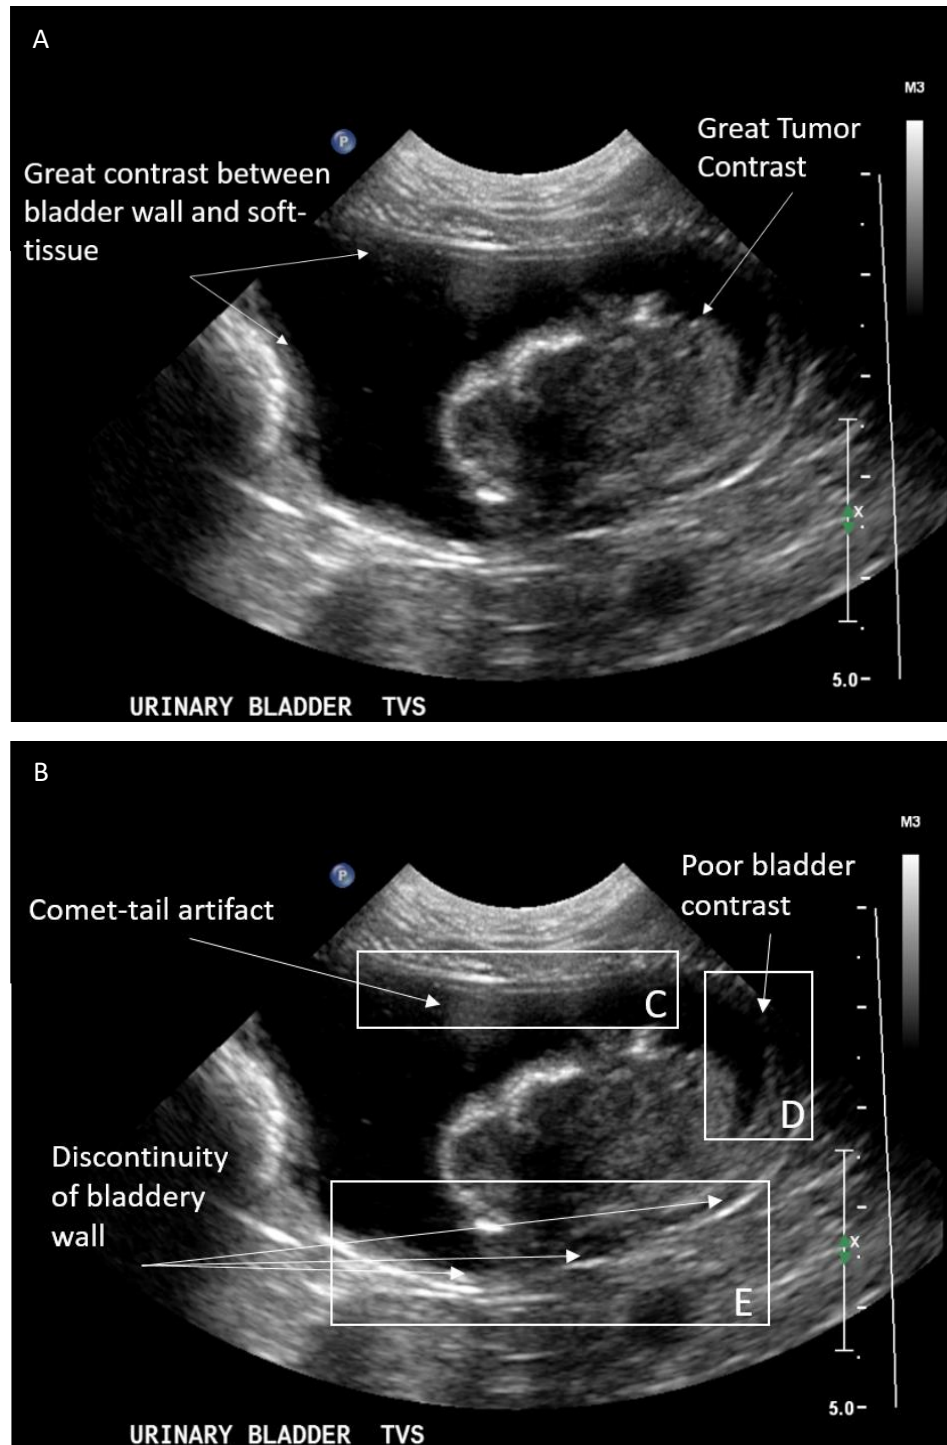 A
M3
P
Great Tumor
Contrast
Great contrast between
bladder wall and soft-
tissue
x
5.0
URINARY BLADDER TVS
B
M3
P
Poor bladder
contrast
Comet-tail artifact
C
D
Discontinuity
of bladdery
wall
x
E
5.0
URINARY BLADDER TVS